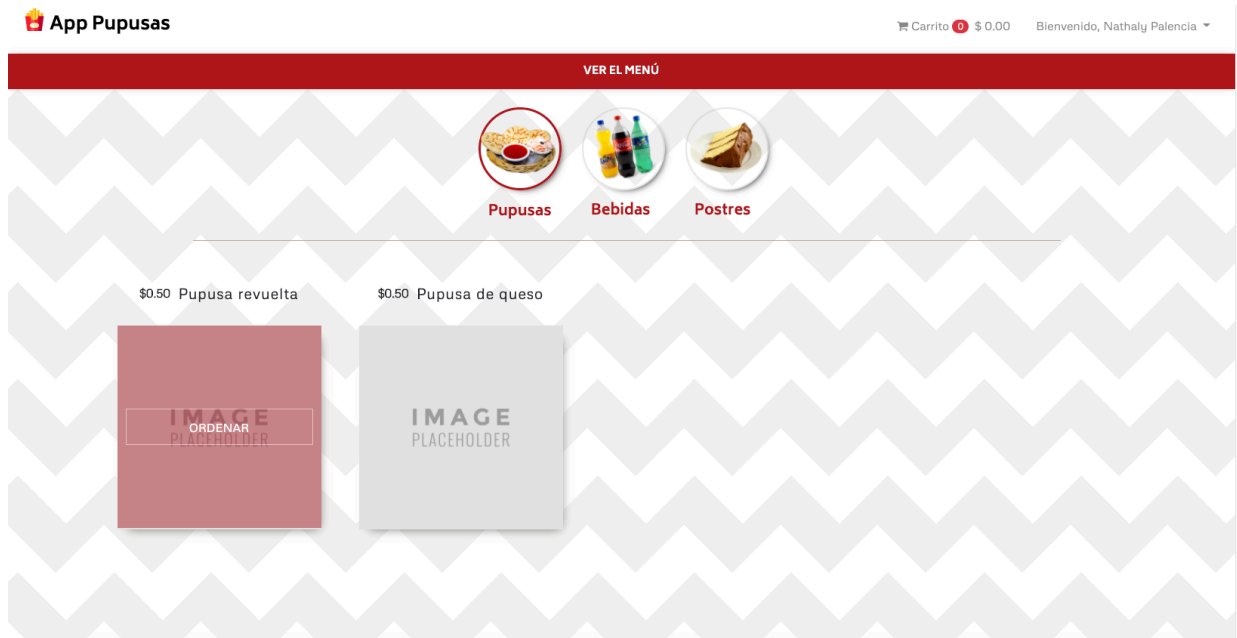 App Pupusas
Carrito 0 $ 0.00 Bienvenido, Nathaly Palencia
VER EL MENÚ
Pupusas Bebidas Postres
$0.50 Pupusa revuelta $0.50 Pupusa de queso
IMAGE
ORDENAR
PLACEHOLDER
IMAGE
PLACEHOLDER